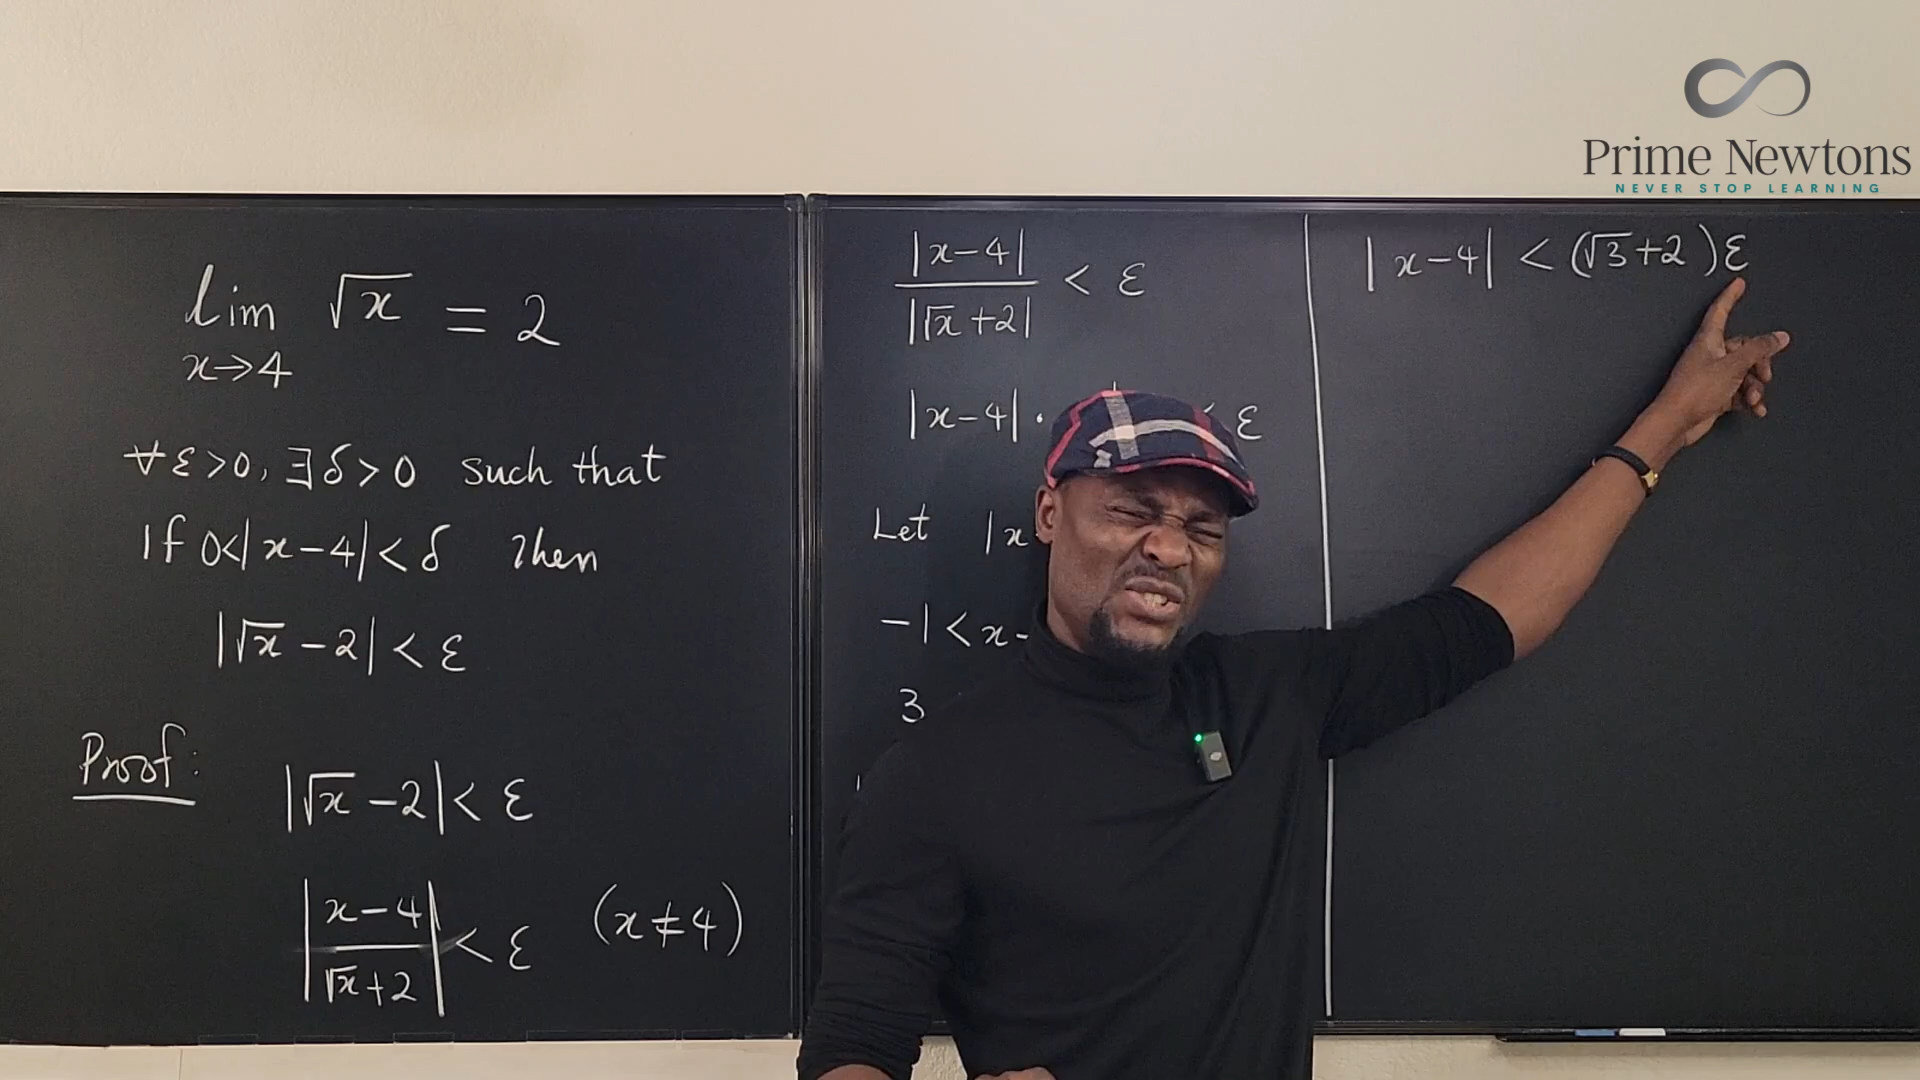 Prime Newtons
NEVER STOP LEARNING
lim √x = 2
x→4
∀ε>0, ∃δ>0 such that
If 0<|x−4|<δ then
|√x −2|<ε
Proof:
|√x −2|<ε
|(x−4)/(√x+2)|<ε (x≠4)
|x−4|/|√x+2| < ε
|x−4| · < ε
Let |x
−1<x−
3
|x−4| < (√3+2)ε